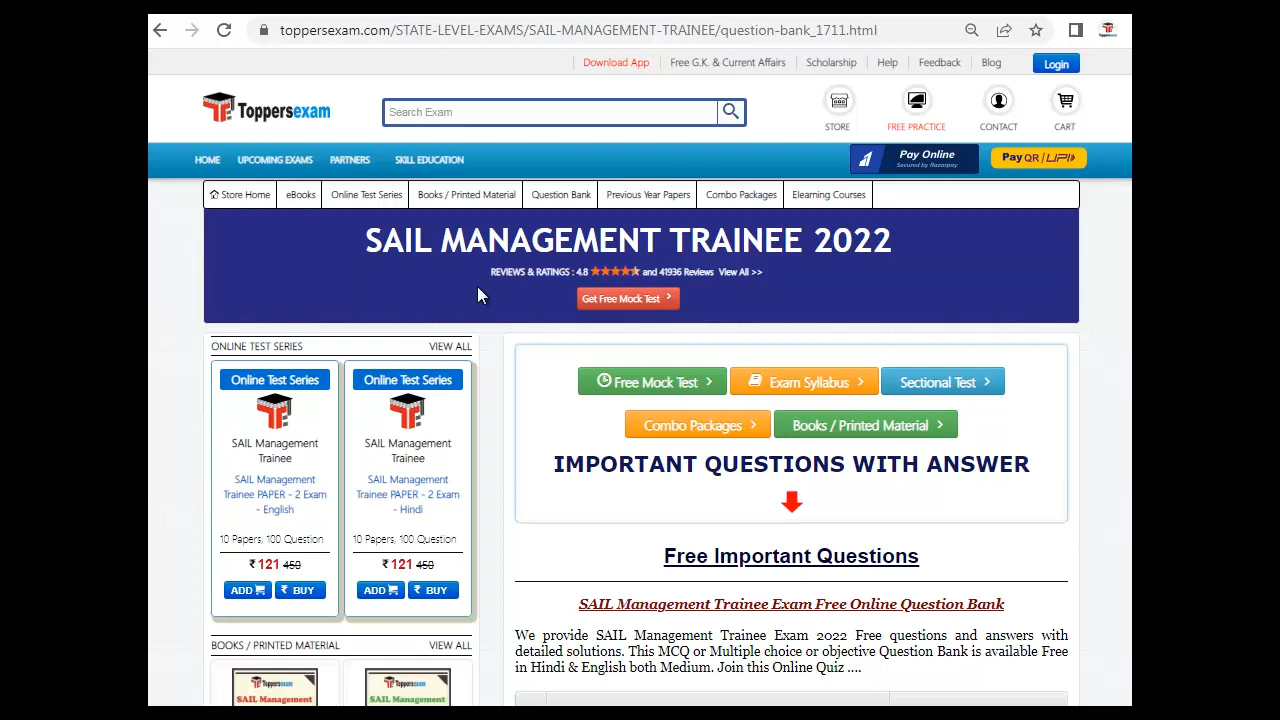 toppersexam.com/STATE-LEVEL-EXAMS/SAIL-MANAGEMENT-TRAINEE/question-bank_1711.html
Download App Free G.K. & Current Affairs Scholarship Help Feedback Blog Login
Toppersexam
Search Exam
STORE FREE PRACTICE CONTACT CART
HOME UPCOMING EXAMS PARTNERS SKILL EDUCATION
Pay Online
Secured by Razorpay
Pay QR / UPI
Store Home eBooks Online Test Series Books / Printed Material Question Bank Previous Year Papers Combo Packages Elearning Courses
SAIL MANAGEMENT TRAINEE 2022
REVIEWS & RATINGS : 4.8 and 41936 Reviews View All >>
Get Free Mock Test
ONLINE TEST SERIES VIEW ALL
Online Test Series
SAIL Management
Trainee
SAIL Management
Trainee PAPER - 2 Exam
- English
10 Papers, 100 Question
₹ 121 450
ADD ₹ BUY
Online Test Series
SAIL Management
Trainee
SAIL Management
Trainee PAPER - 2 Exam
- Hindi
10 Papers, 100 Question
₹ 121 450
ADD ₹ BUY
BOOKS / PRINTED MATERIAL VIEW ALL
Toppersexam
SAIL Management
Toppersexam
SAIL Management
Free Mock Test Exam Syllabus Sectional Test
Combo Packages Books / Printed Material
IMPORTANT QUESTIONS WITH ANSWER
Free Important Questions
SAIL Management Trainee Exam Free Online Question Bank
We provide SAIL Management Trainee Exam 2022 Free questions and answers with
detailed solutions. This MCQ or Multiple choice or objective Question Bank is available Free
in Hindi & English both Medium. Join this Online Quiz ....